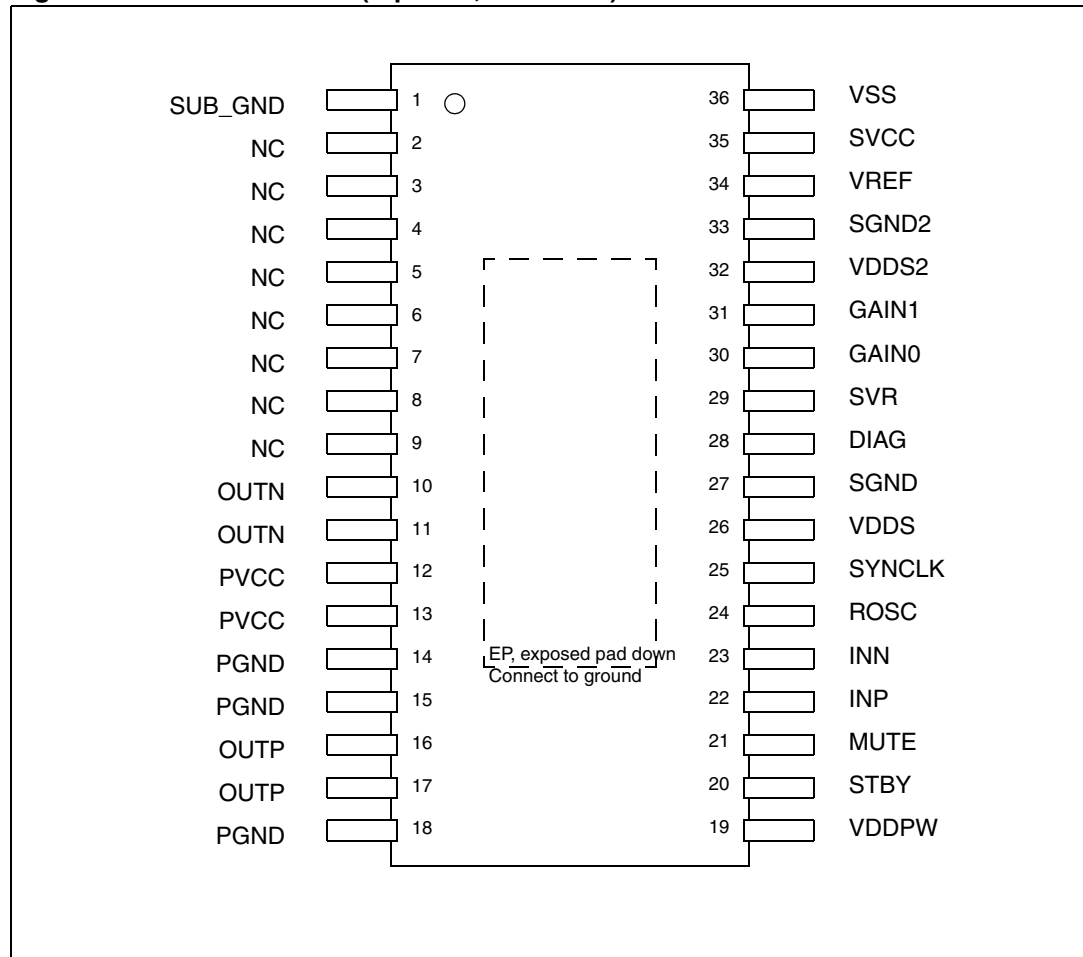 SUB_GND 1 36 VSS
NC 2 35 SVCC
NC 3 34 VREF
NC 4 33 SGND2
NC 5 32 VDDS2
NC 6 31 GAIN1
NC 7 30 GAIN0
NC 8 29 SVR
NC 9 28 DIAG
OUTN 10 27 SGND
OUTN 11 26 VDDS
PVCC 12 25 SYNCLK
PVCC 13 24 ROSC
PGND 14 23 INN
EP, exposed pad down
Connect to ground
PGND 15 22 INP
OUTP 16 21 MUTE
OUTP 17 20 STBY
PGND 18 19 VDDPW